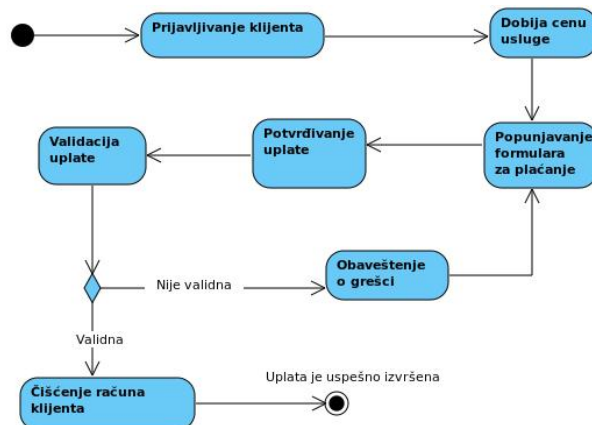 Prijavljivanje klijenta
Dobija cenu
usluge
Validacija
uplate
Potvrđivanje
uplate
Popunjavanje
formulara
za plaćanje
Nije validna
Obaveštenje
o grešci
Validna
Čišćenje računa
klijenta
Uplata je uspešno izvršena